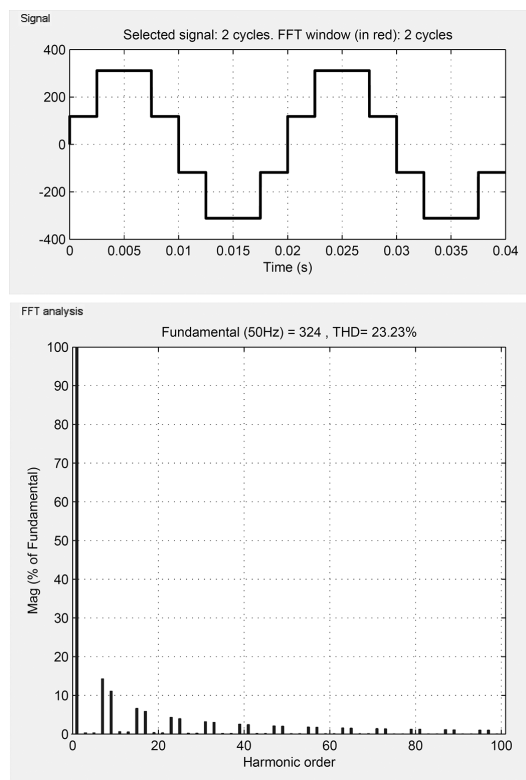 Signal
Selected signal: 2 cycles. FFT window (in red): 2 cycles
400
200
0
-200
-400
0 0.005 0.01 0.015 0.02 0.025 0.03 0.035 0.04
Time (s)
FFT analysis
Fundamental (50Hz) = 324 , THD= 23.23%
Mag (% of Fundamental)
100
90
80
70
60
50
40
30
20
10
0
0 20 40 60 80 100
Harmonic order